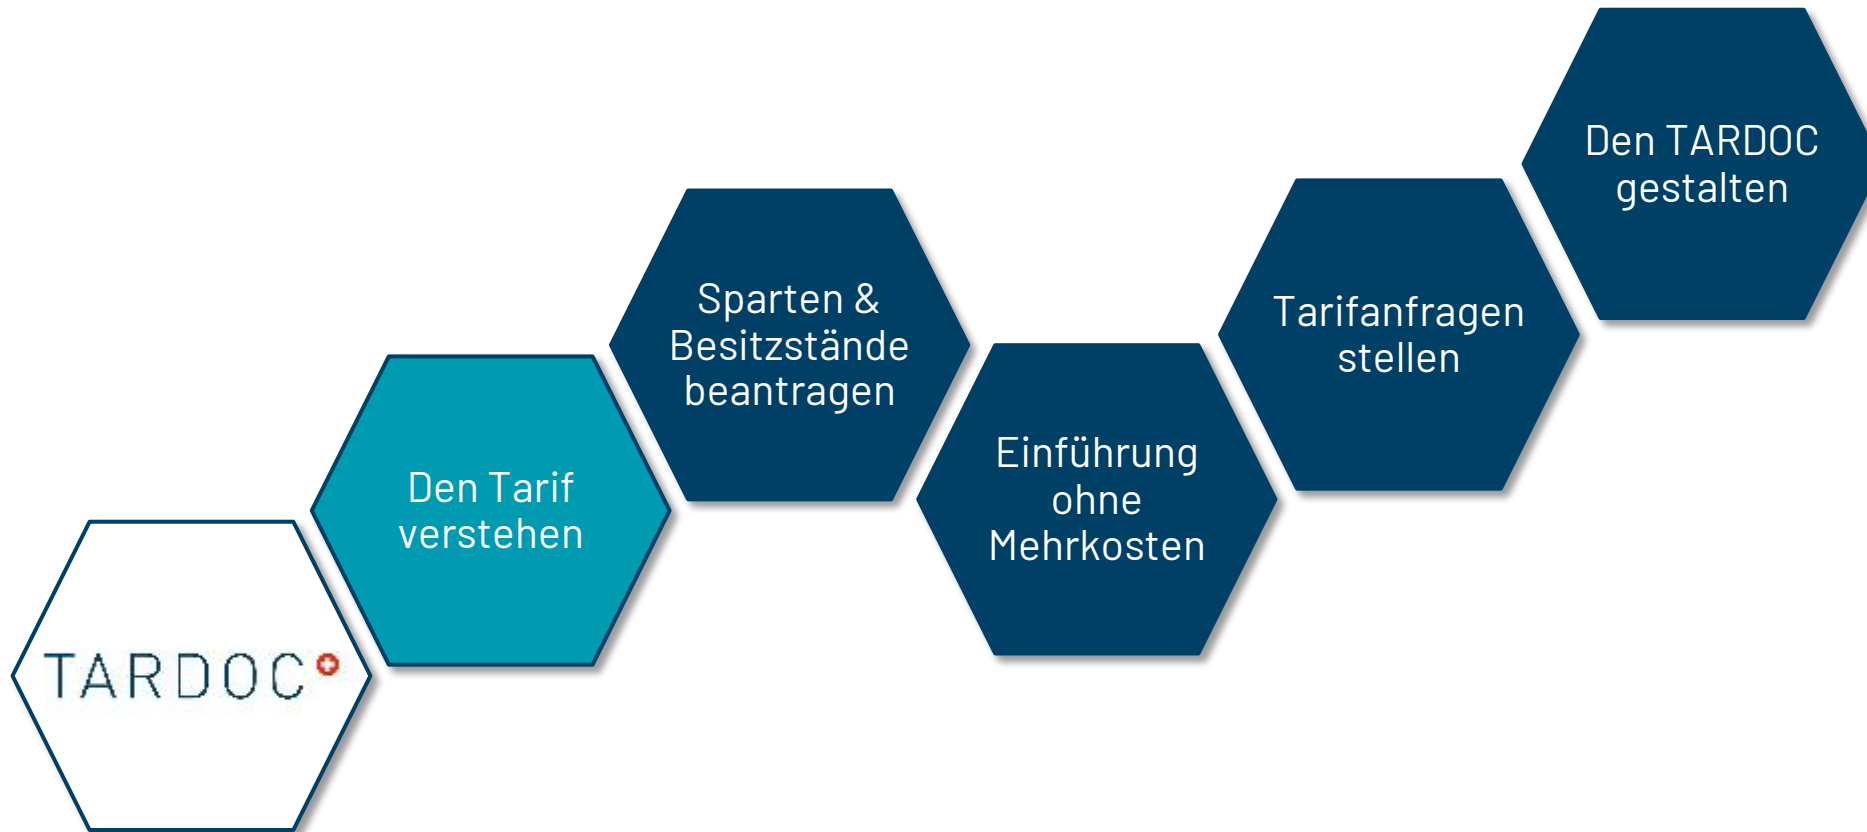 TARDOC
Den Tarif
verstehen
Sparten &
Besitzstände
beantragen
Einführung
ohne
Mehrkosten
Tarifanfragen
stellen
Den TARDOC
gestalten